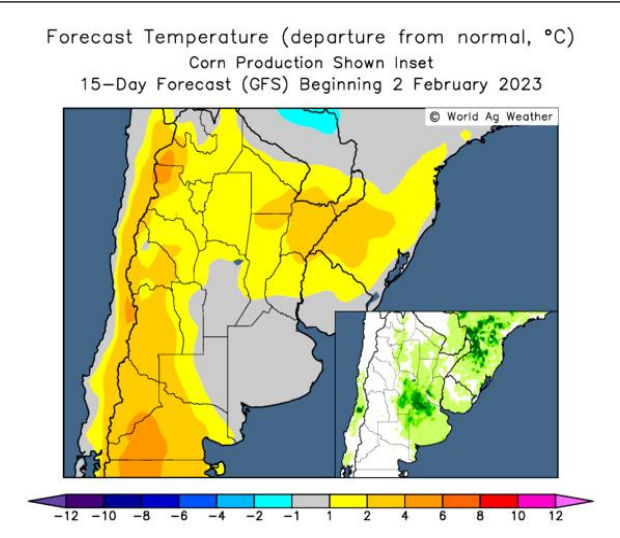 Forecast Temperature (departure from normal, °C)
Corn Production Shown Inset
15-Day Forecast (GFS) Beginning 2 February 2023
© World Ag Weather
-12 -10 -8 -6 -4 -2 -1 1 2 4 6 8 10 12